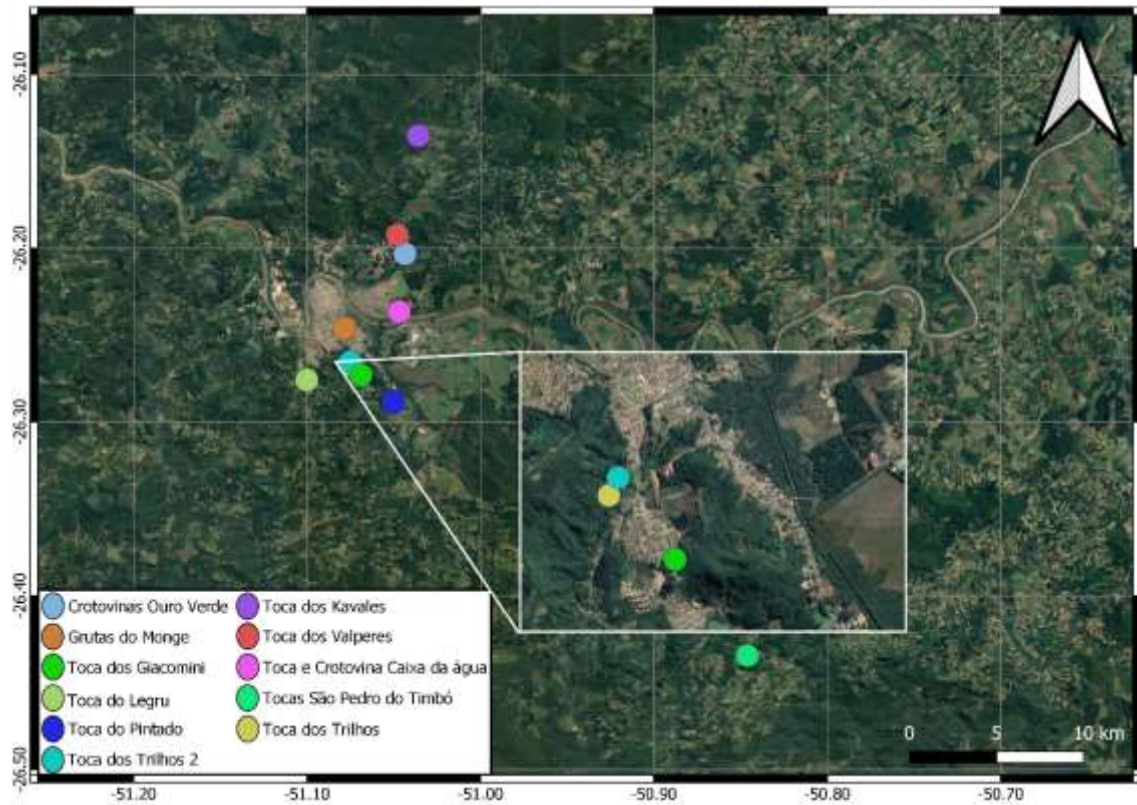 -26.10
-26.20
-26.30
-26.40
-26.50
Crotovinas Ouro Verde
Grutas do Monge
Toca dos Giacomini
Toca do Legru
Toca do Pintado
Toca dos Trilhos 2
Toca dos Kavales
Toca dos Valperes
Toca e Crotovina Caixa da água
Tocas São Pedro do Timbó
Toca dos Trilhos
0 5 10 km
-51.20 -51.10 -51.00 -50.90 -50.80 -50.70